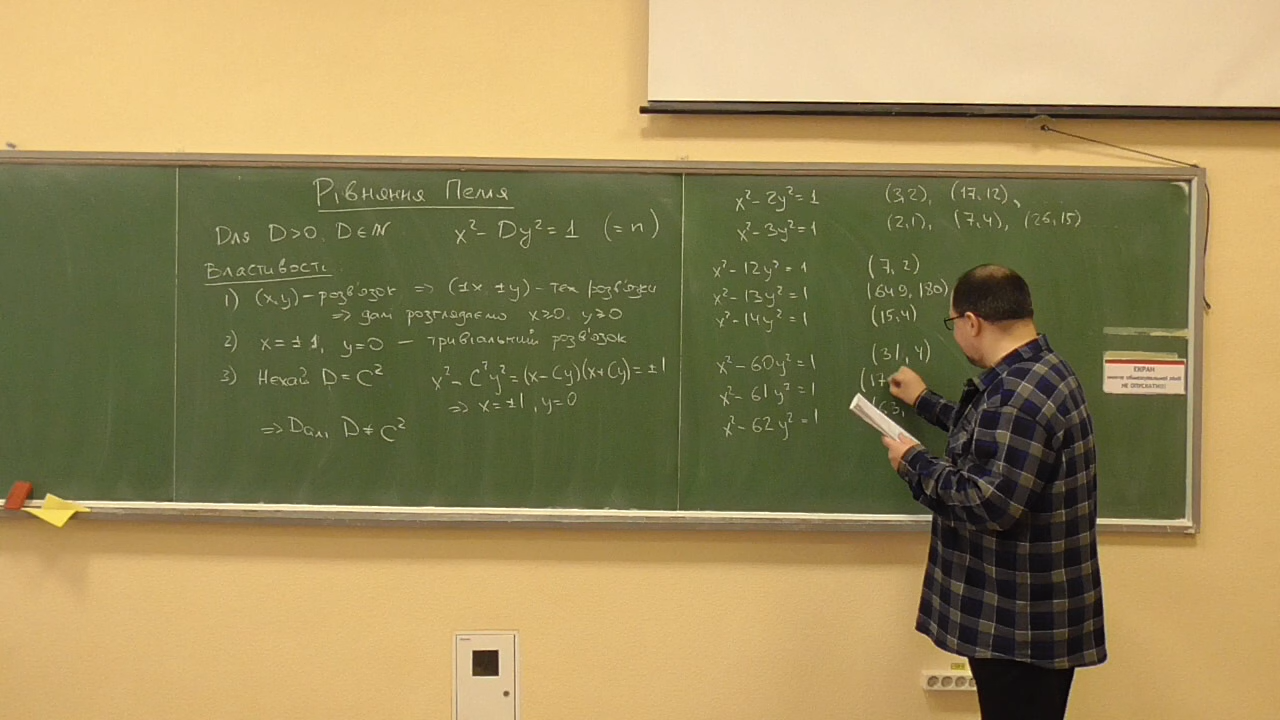 Рівняння Пелля
Для D>0, D∈N x²- Dy²=1 (=n)
Властивості
1) (x,y) - розв'язок ⇒ (±x, ±y) - теж розв'язки
⇒ далі розглядаємо x≥0, y≥0
2) x=±1, y=0 - тривіальний розв'язок
3) Нехай D=C² x²- C²y²=(x-Cy)(x+Cy)=±1
⇒ x=±1, y=0
⇒ Далі D≠C²
x²- 2y²=1 (3,2), (17,12),
x²- 3y²=1 (2,1), (7,4), (26,15)
x²- 12y²=1 (7,2)
x²- 13y²=1 (649,180)
x²- 14y²=1 (15,4)
x²- 60y²=1 (31,4)
x²- 61y²=1 (17
x²- 62y²=1 (63,
ЕКРАН
НЕ ОПУСКАТИ!!!